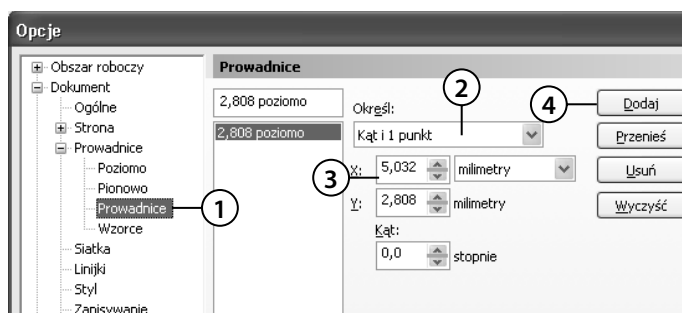 Opcje
Obszar roboczy
Dokument
Ogólne
Strona
Prowadnice
Poziomo
Pionowo
Prowadnice
Wzorce
Siatka
Linijki
Styl
Zapisywanie
1
Prowadnice
2,808 poziomo
2,808 poziomo
Określ:
2
Kąt i 1 punkt
3
X: 5,032 milimetry
Y: 2,808 milimetry
Kąt:
0,0 stopnie
4
Dodaj
Przenieś
Usuń
Wyczyść